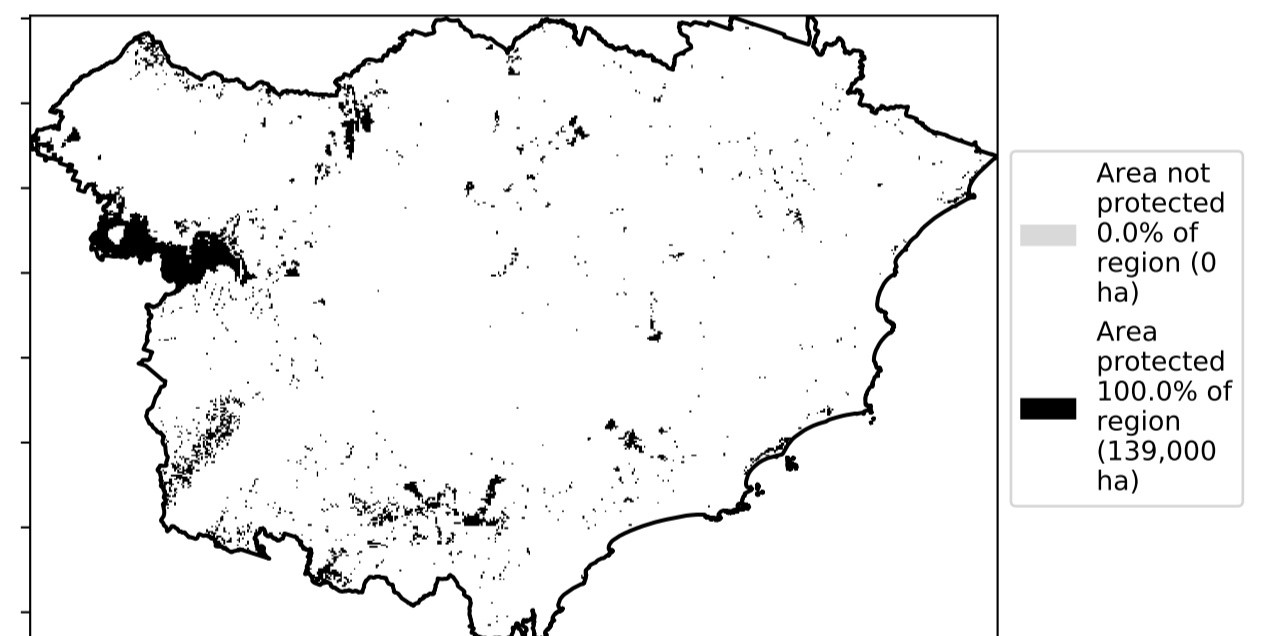 Area not
protected
0.0% of
region (0
ha)
Area
protected
100.0% of
region
(139,000
ha)